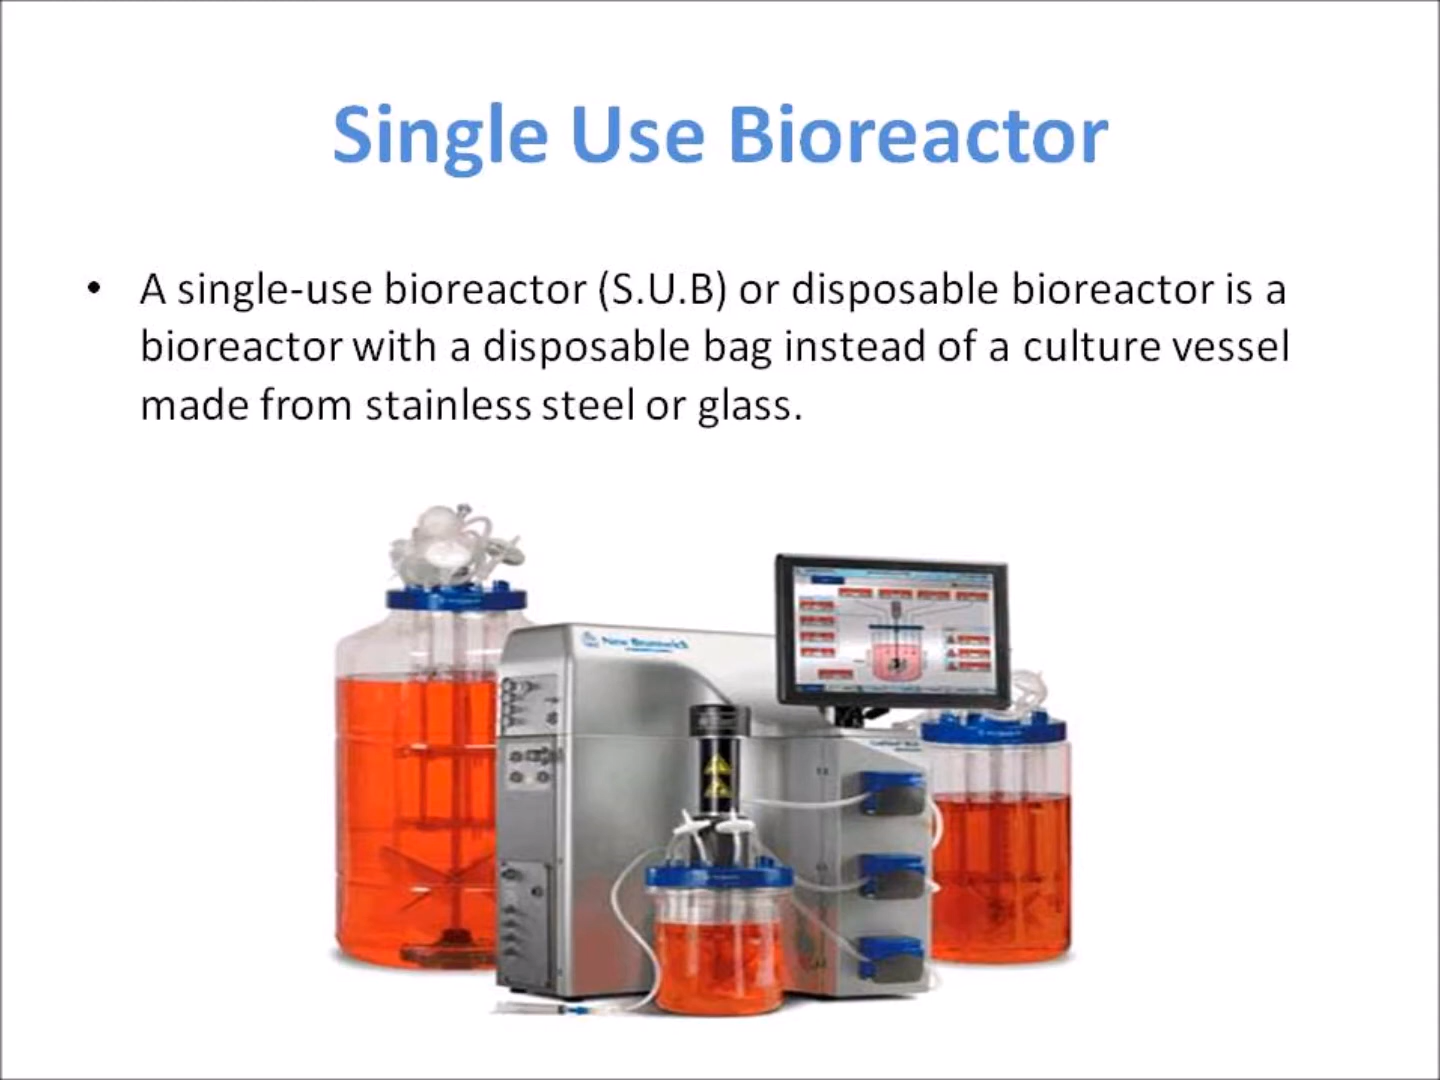 Single Use Bioreactor
• A single-use bioreactor (S.U.B) or disposable bioreactor is a
bioreactor with a disposable bag instead of a culture vessel
made from stainless steel or glass.
New Brunswick